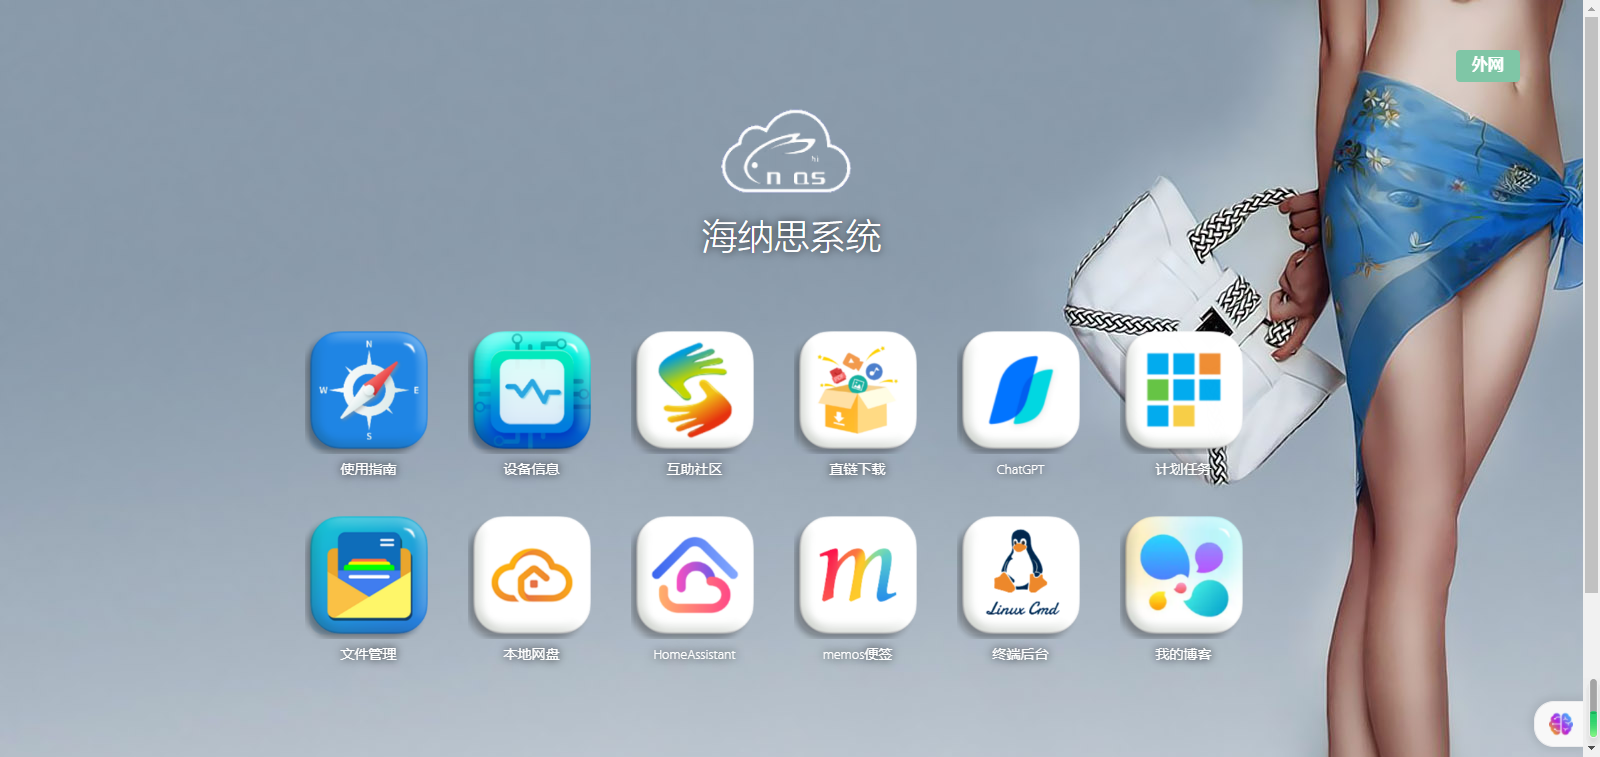 外网
hi
nas
海纳思系统
N
W E
S
使用指南
设备信息
互助社区
直链下载
ChatGPT
计划任务
m
Linux Cmd
文件管理
本地网盘
HomeAssistant
memos便签
终端后台
我的博客